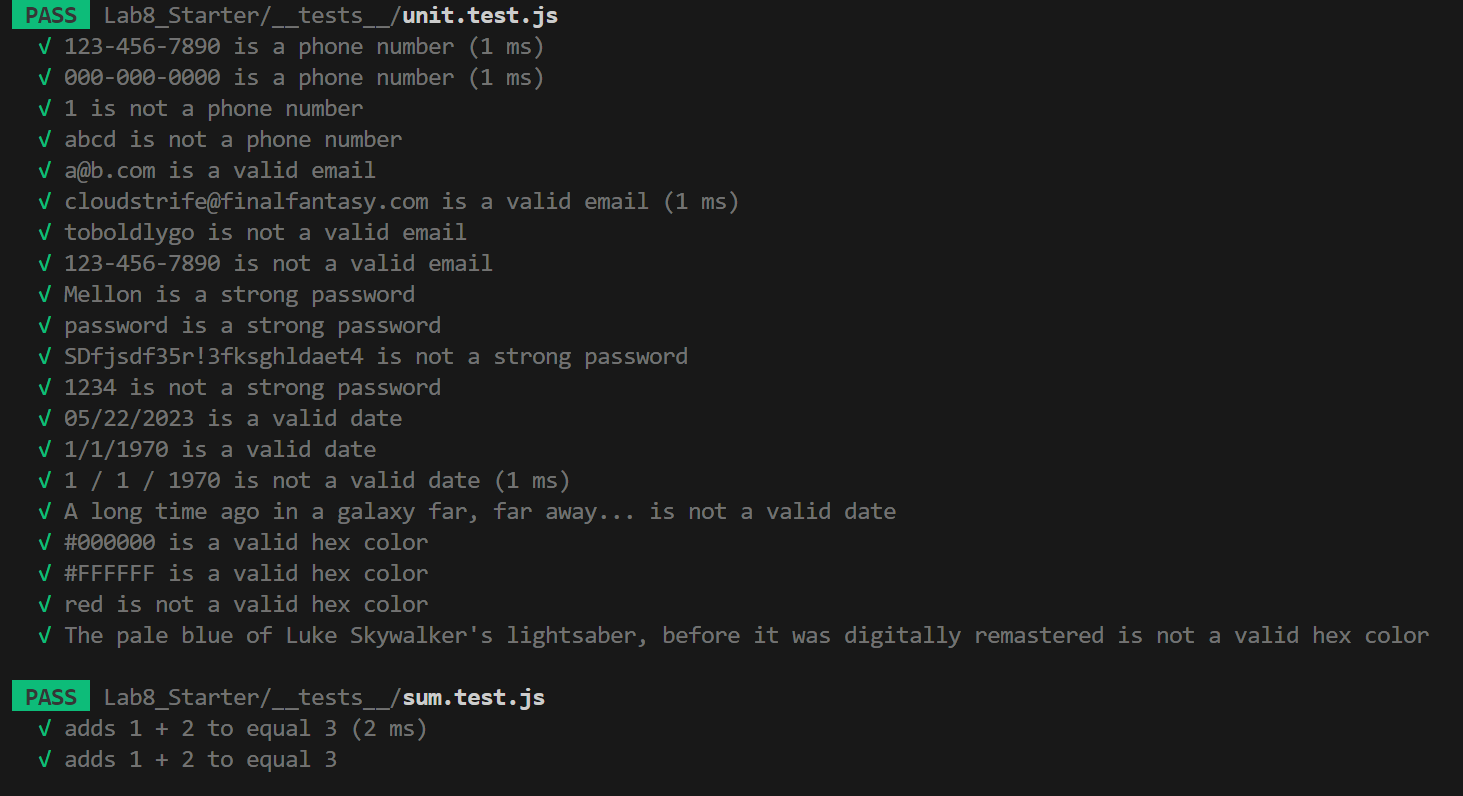 PASS Lab8_Starter/__tests__/unit.test.js
√ 123-456-7890 is a phone number (1 ms)
√ 000-000-0000 is a phone number (1 ms)
√ 1 is not a phone number
√ abcd is not a phone number
√ a@b.com is a valid email
√ cloudstrife@finalfantasy.com is a valid email (1 ms)
√ toboldlygo is not a valid email
√ 123-456-7890 is not a valid email
√ Mellon is a strong password
√ password is a strong password
√ SDfjsdf35r!3fksghldaet4 is not a strong password
√ 1234 is not a strong password
√ 05/22/2023 is a valid date
√ 1/1/1970 is a valid date
√ 1 / 1 / 1970 is not a valid date (1 ms)
√ A long time ago in a galaxy far, far away... is not a valid date
√ #000000 is a valid hex color
√ #FFFFFF is a valid hex color
√ red is not a valid hex color
√ The pale blue of Luke Skywalker's lightsaber, before it was digitally remastered is not a valid hex color
PASS Lab8_Starter/__tests__/sum.test.js
√ adds 1 + 2 to equal 3 (2 ms)
√ adds 1 + 2 to equal 3